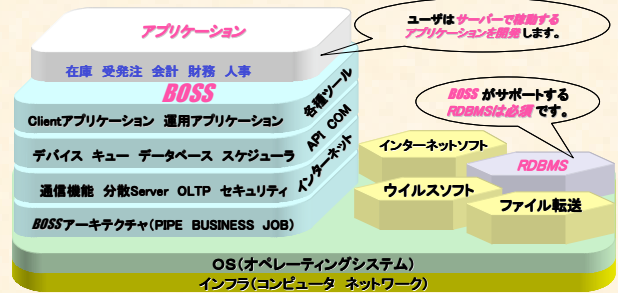 アプリケーション
ユーザはサーバーで稼動する
アプリケーションを開発します。
在庫 受発注 会計 財務 人事
BOSS
各種ツール
BOSS がサポートする
RDBMSは必須 です。
Clientアプリケーション 運用アプリケーション
API COM
デバイス キュー データベース スケジューラ
インターネット
インターネットソフト
RDBMS
通信機能 分散Server OLTP セキュリティ
ウイルスソフト
ファイル転送
BOSSアーキテクチャ(PIPE BUSINESS JOB)
OS(オペレーティングシステム)
インフラ(コンピュータ ネットワーク)